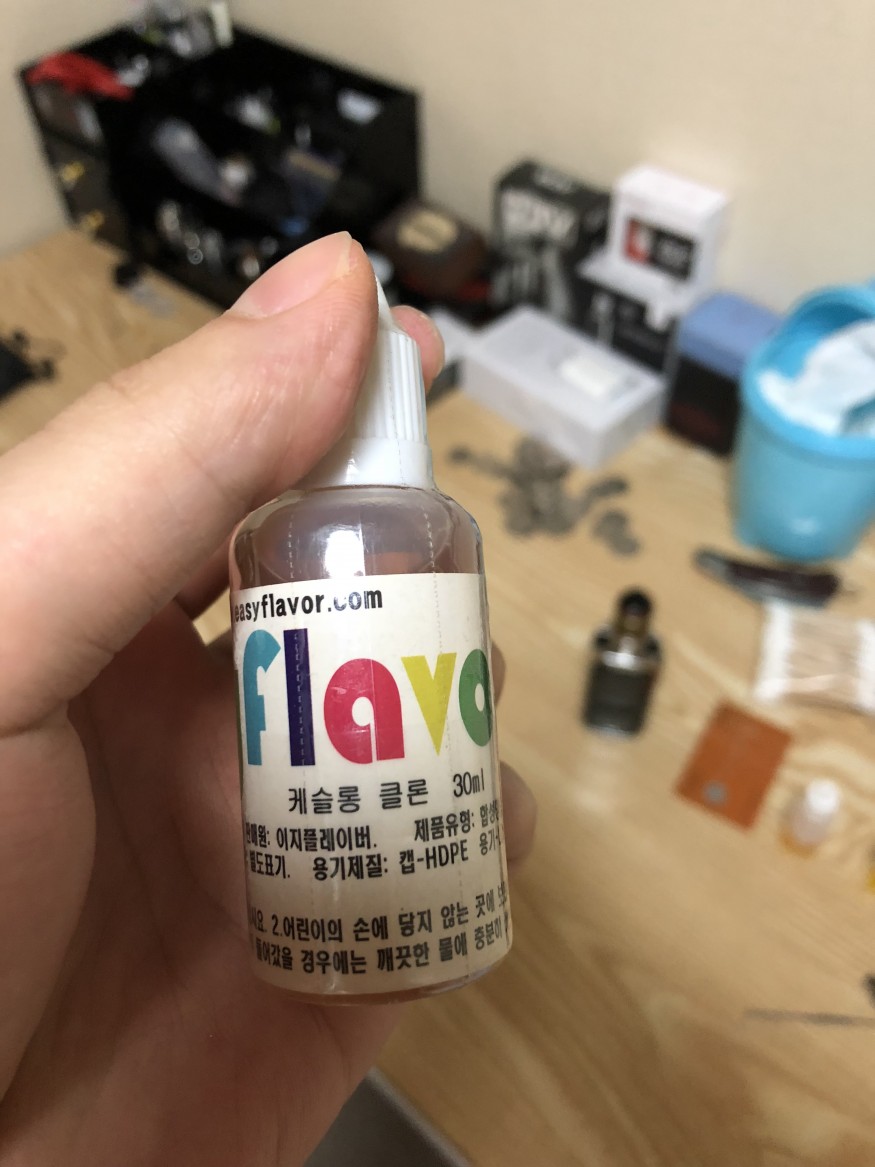 easyflavor.com
flavo
케슬롱 클론 30ml
판매원: 이지플레이버. 제품유형:
별도표기. 용기제질: 캡-HDPE
2.어린이의 손에 닿지 않는 곳에
들어갔을 경우에는 깨끗한 물에 충분히